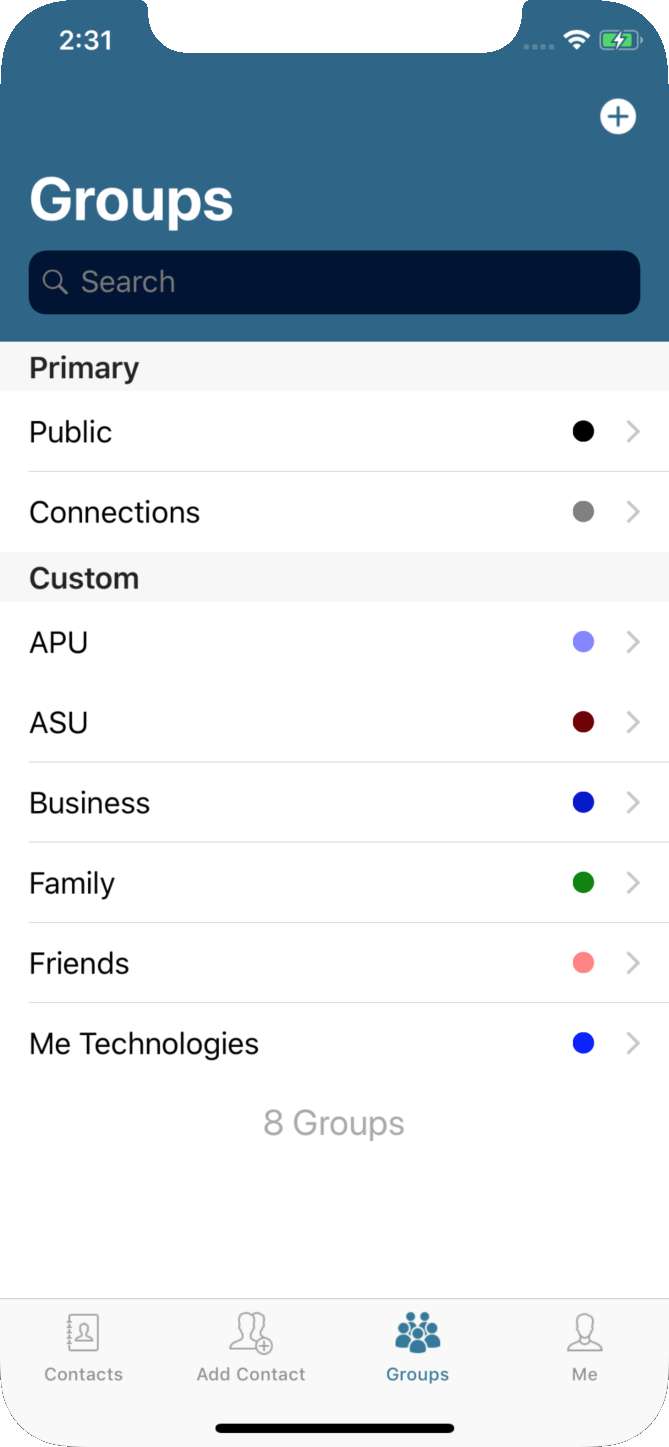 2:31
Groups
Search
Primary
Public
Connections
Custom
APU
ASU
Business
Family
Friends
Me Technologies
8 Groups
Contacts
Add Contact
Groups
Me